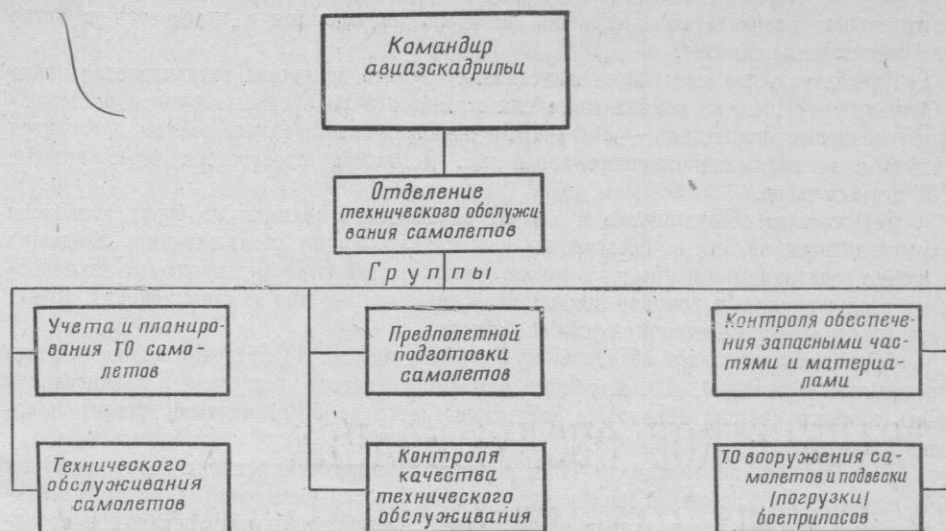 Командир
авиаэскадрильи
Отделение
технического обслужи-
вания самолетов
Группы
Учета и планиро-
вания ТО само-
летов
Предполетной
подготовки
самолетов
Контроля обеспече-
ния запасными час-
тями и материа-
лами
Технического
обслуживания
самолетов
Контроля
качества
технического
обслуживания
ТО вооружения са-
молетов и подвески
/погрузки/
боеприпасов